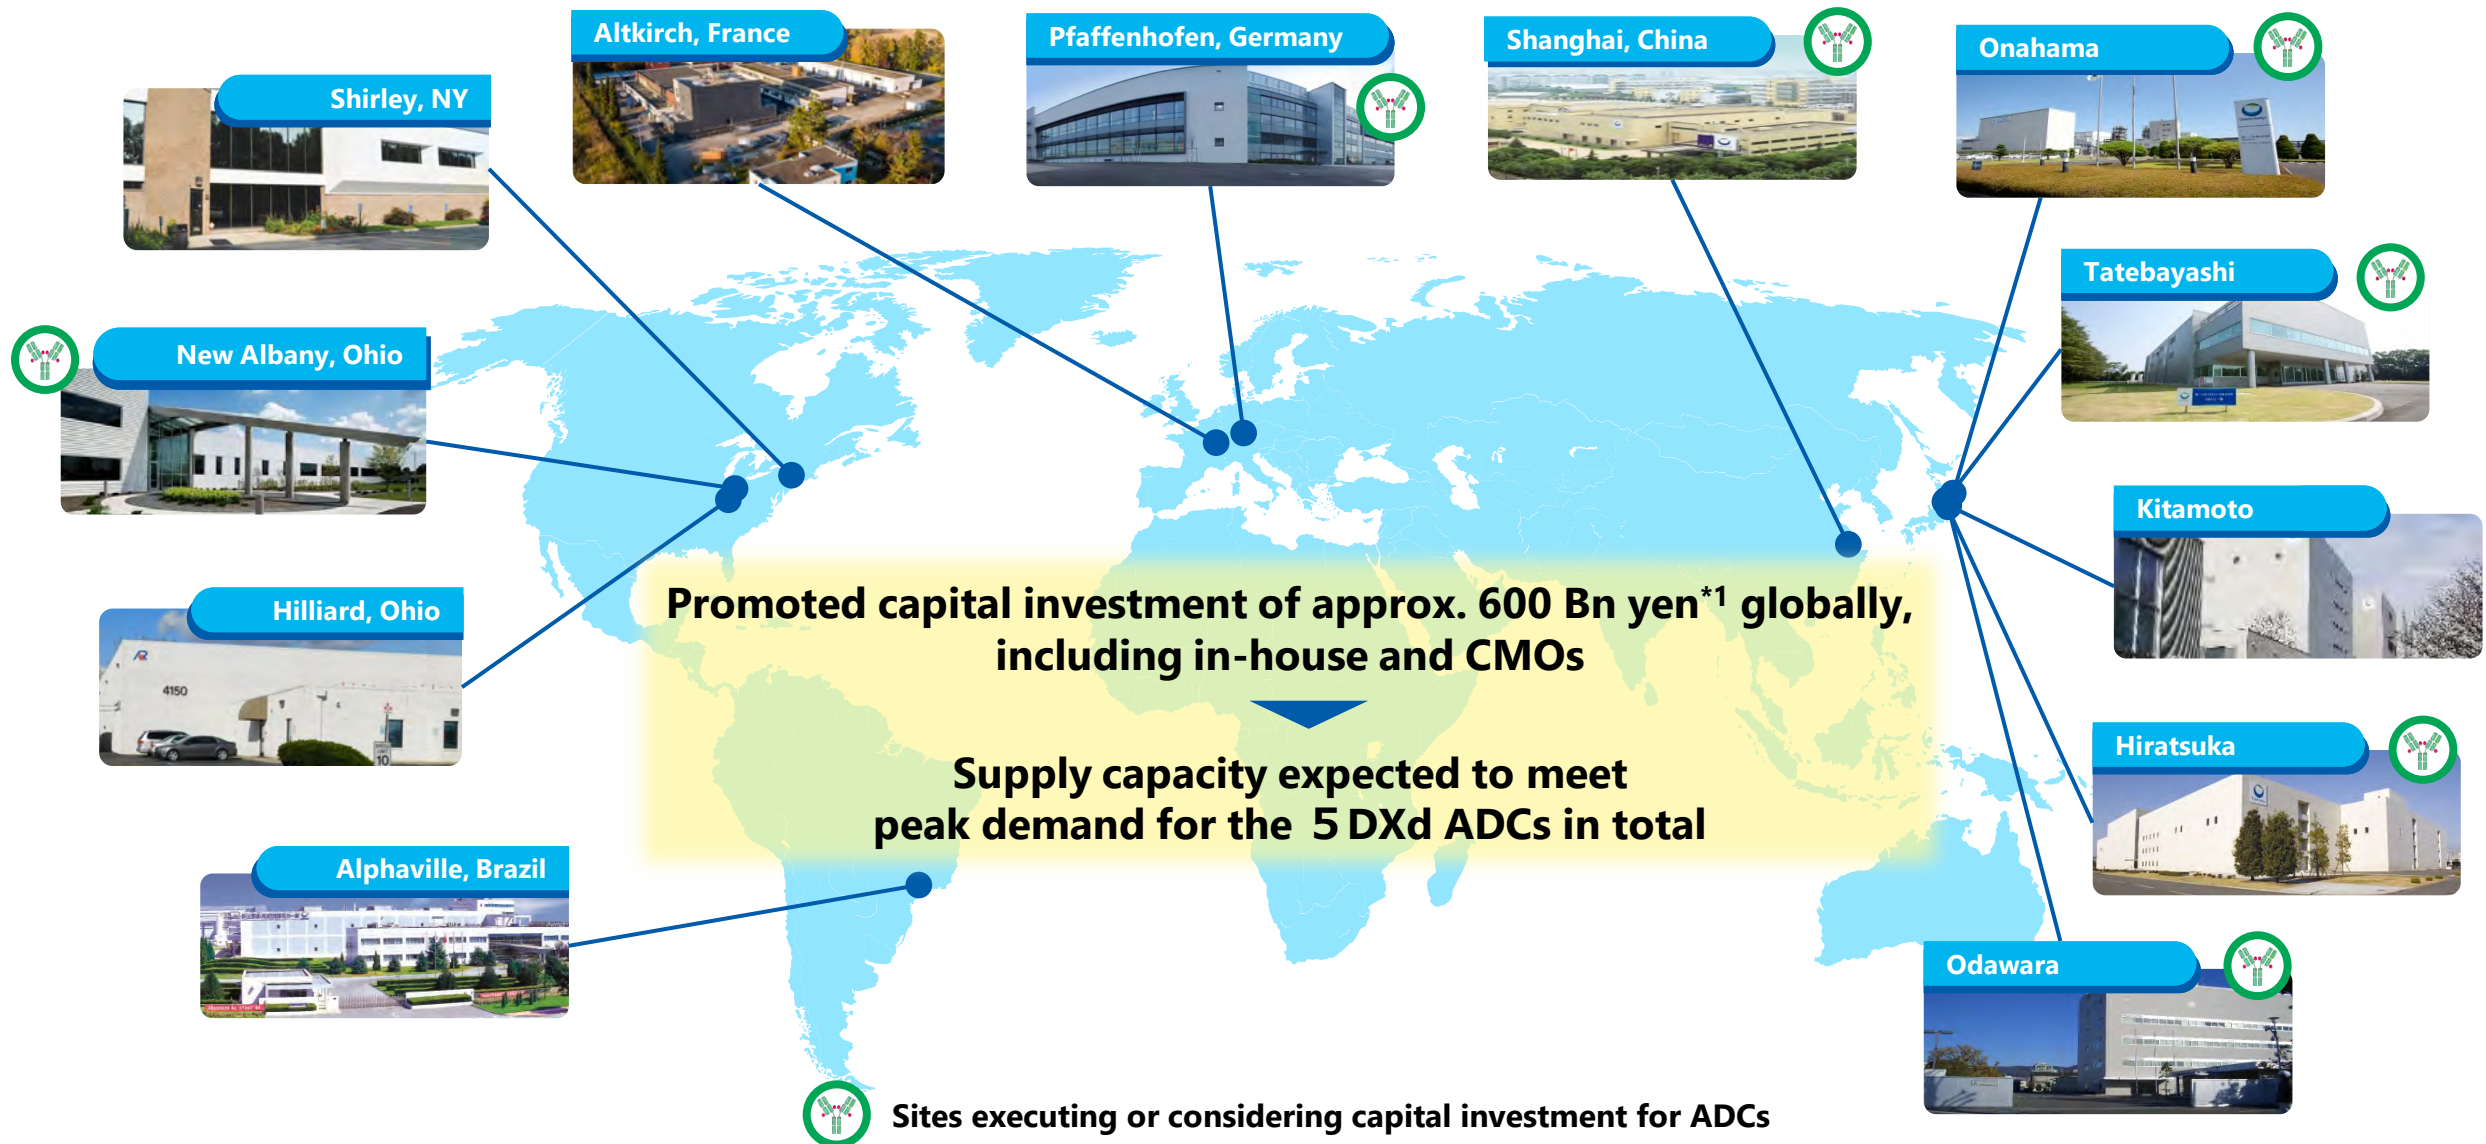 Altkirch, France
Pfaffenhofen, Germany
Shanghai, China
Onahama
Shirley, NY
Tatebayashi
New Albany, Ohio
Kitamoto
Hilliard, Ohio
4150
10
Promoted capital investment of approx. 600 Bn yen*1 globally,
including in-house and CMOs
Supply capacity expected to meet
peak demand for the 5 DXd ADCs in total
Hiratsuka
Alphaville, Brazil
Odawara
Sites executing or considering capital investment for ADCs